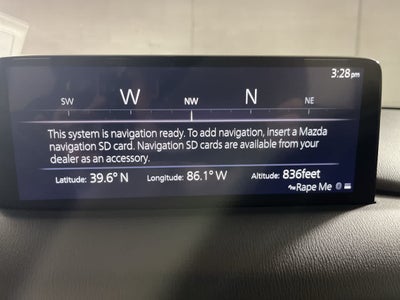 3:28pm
SW W NW N NE
This system is navigation ready. To add navigation, insert a Mazda
navigation SD card. Navigation SD cards are available from your
dealer as an accessory.
Latitude: 39.6° N Longitude: 86.1° W Altitude: 836feet
Rape Me